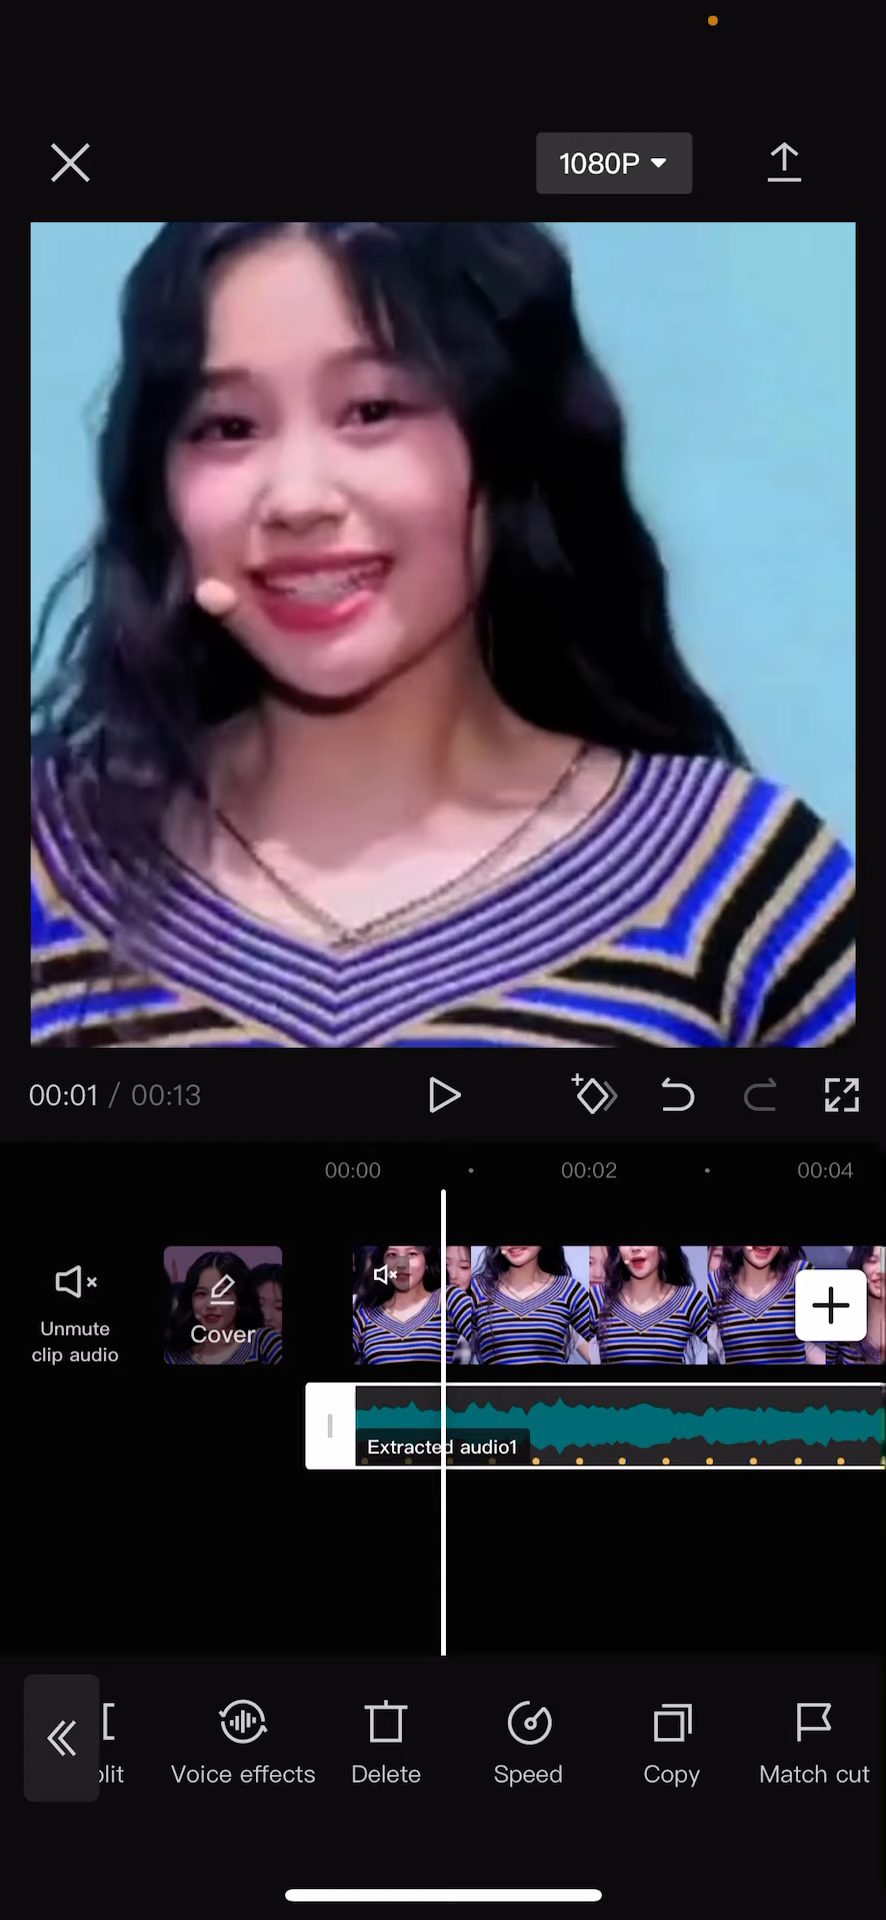 1080P
00:01 / 00:13
00:00
00:02
00:04
Unmute
clip audio
Cover
Extracted audio1
plit
Voice effects
Delete
Speed
Copy
Match cut